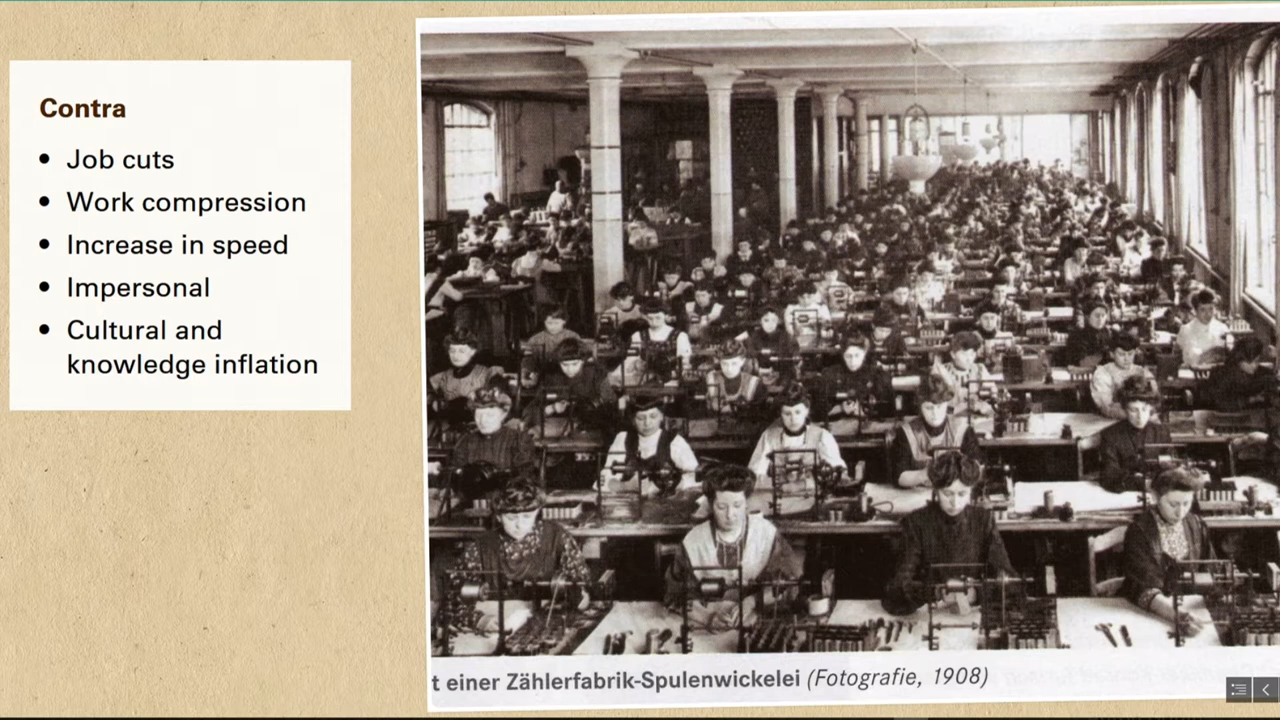 Contra
• Job cuts
• Work compression
• Increase in speed
• Impersonal
• Cultural and
knowledge inflation
t einer Zählerfabrik-Spulenwickelei (Fotografie, 1908)